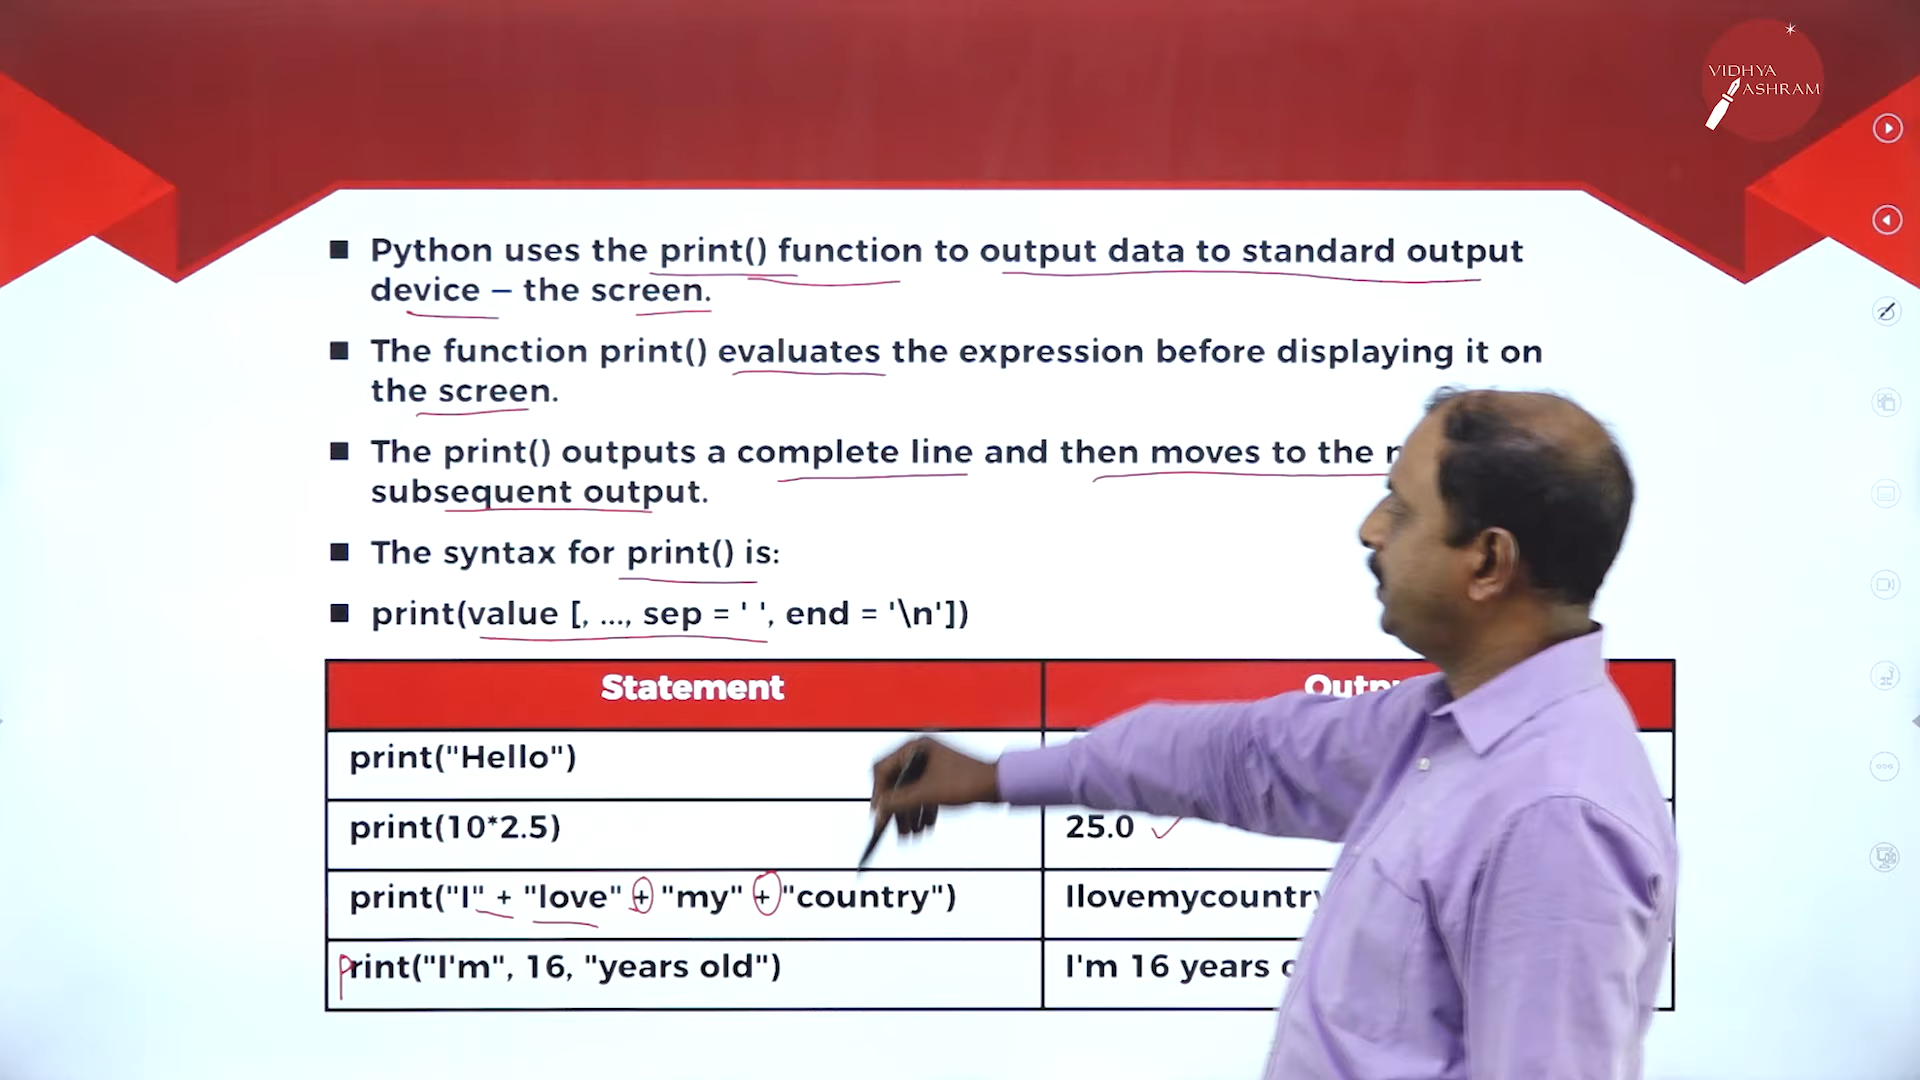 VIDHYA
ASHRAM
Python uses the print() function to output data to standard output
device – the screen.
The function print() evaluates the expression before displaying it on
the screen.
The print() outputs a complete line and then moves to the
subsequent output.
The syntax for print() is:
print(value [, ..., sep = ' ', end = '\n'])
Statement
print("Hello")
print(10*2.5) 25.0
print("I" + "love" + "my" + "country") Ilovemycountry
print("I'm", 16, "years old") I'm 16 years